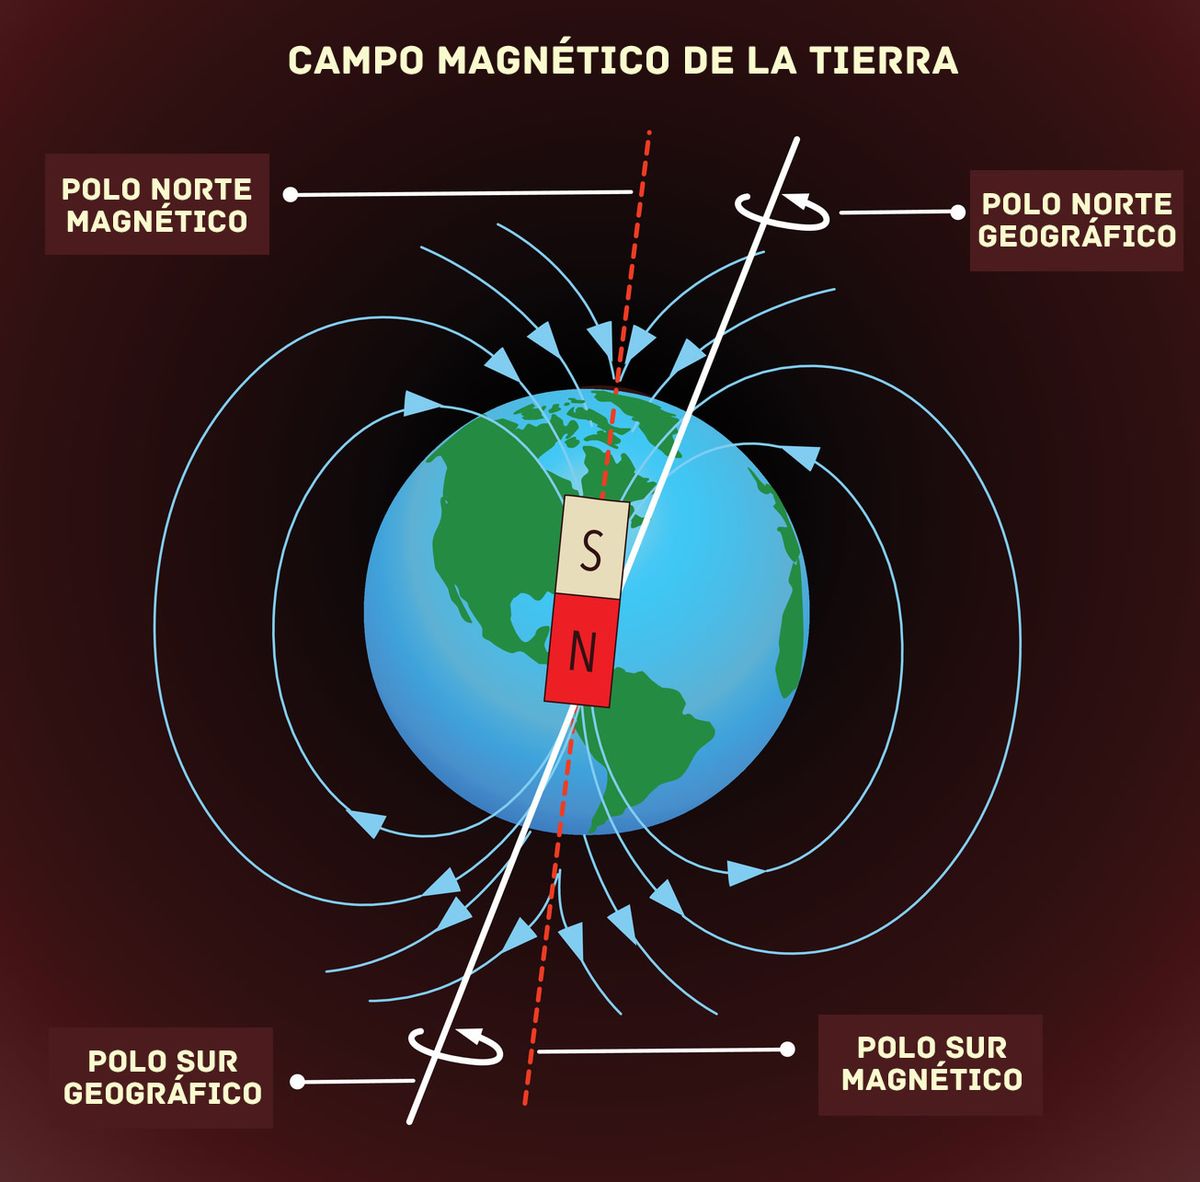 CAMPO MAGNÉTICO DE LA TIERRA
POLO NORTE
MAGNÉTICO
POLO NORTE
GEOGRÁFICO
S
N
POLO SUR
GEOGRÁFICO
POLO SUR
MAGNÉTICO